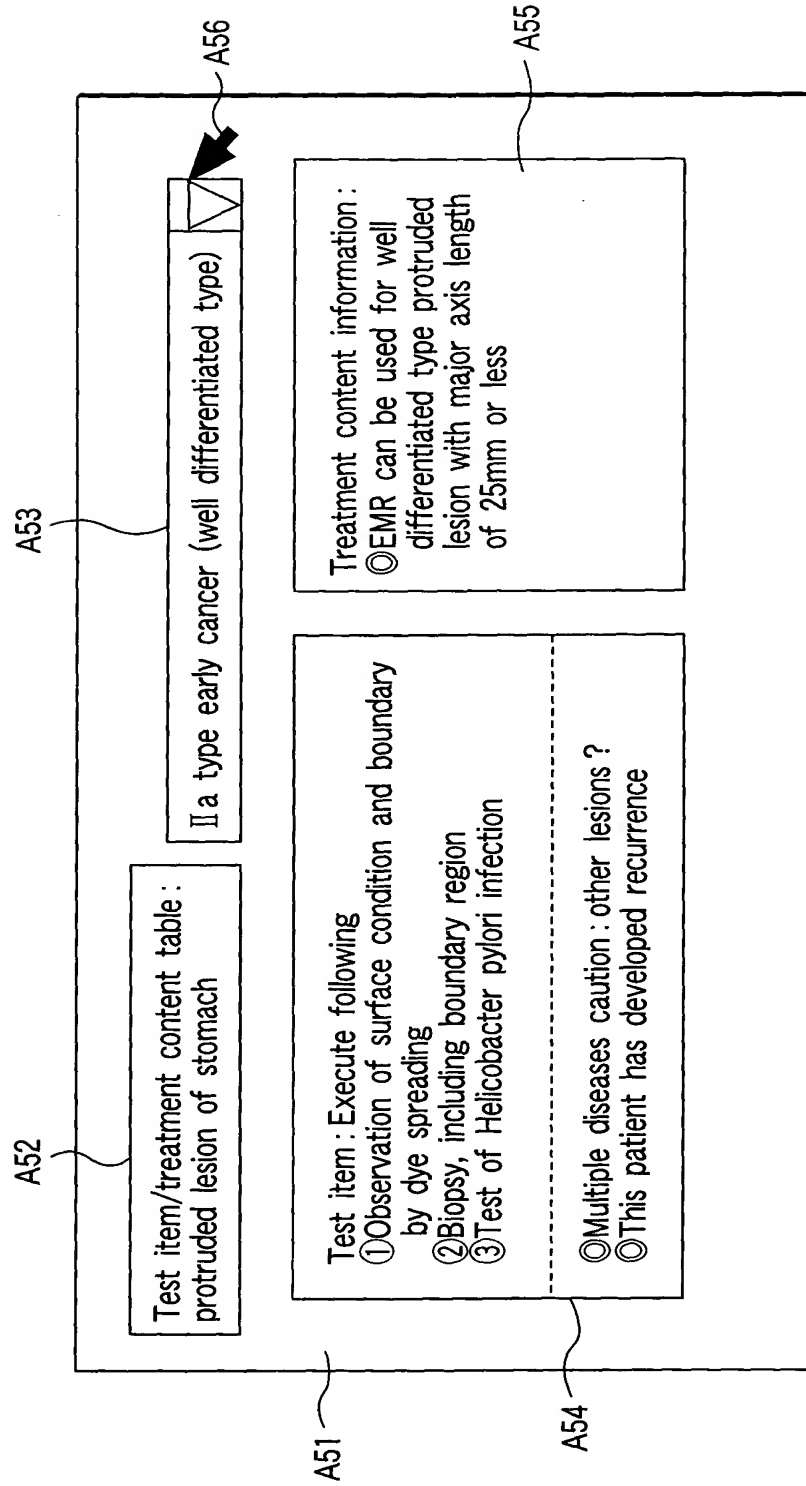 A52
A53
A56
Test item/treatment content table :
protruded lesion of stomach
Ⅱa type early cancer (well differentiated type)
A51
Test item : Execute following
①Observation of surface condition and boundary
by dye spreading
②Biopsy, including boundary region
③Test of Helicobacter pylori infection
◎Multiple diseases caution : other lesions ?
◎This patient has developed recurrence
Treatment content information :
◎EMR can be used for well
differentiated type protruded
lesion with major axis length
of 25mm or less
A54
A55